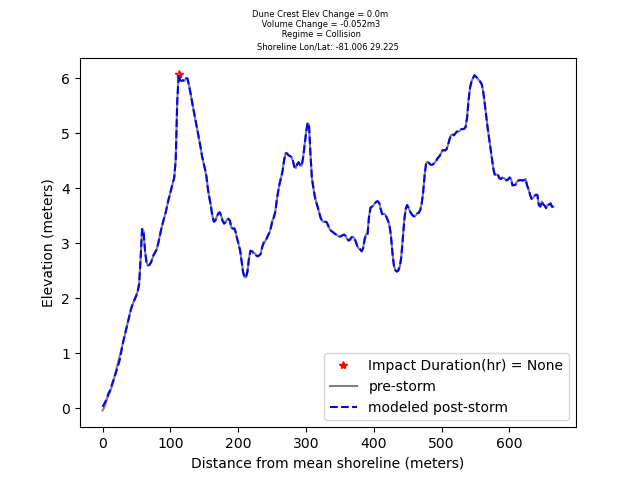 Dune Crest Elev Change = 0.0m
Volume Change = -0.052m3
Regime = Collision
Shoreline Lon/Lat: -81.006 29.225
6
5
4
3
2
1
0
Elevation (meters)
Impact Duration(hr) = None
pre-storm
modeled post-storm
0 100 200 300 400 500 600
Distance from mean shoreline (meters)